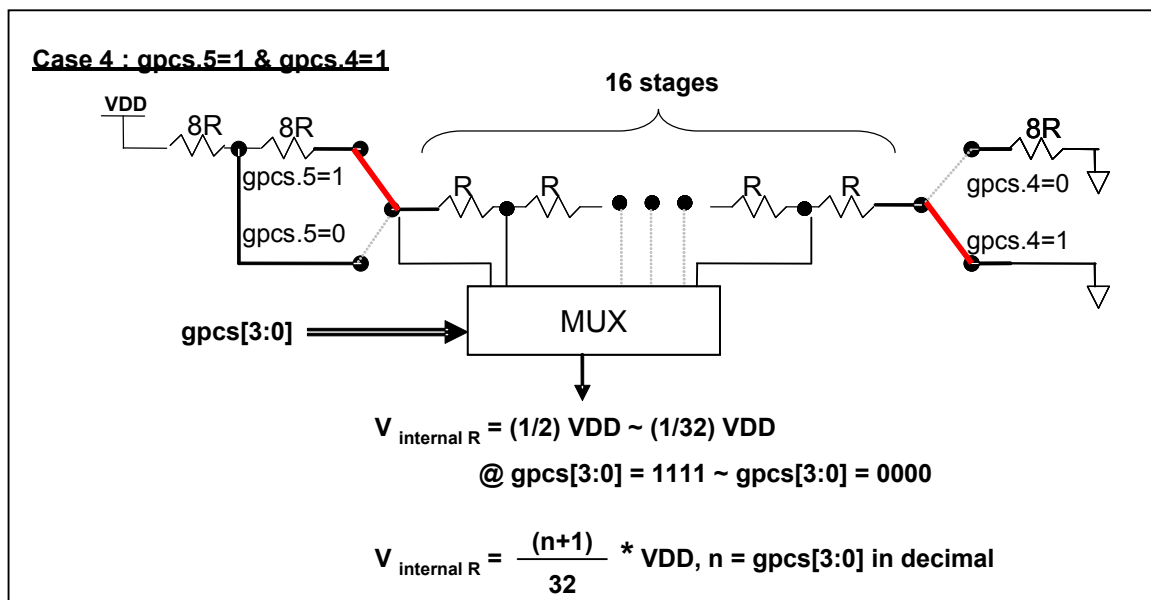 Case 4 : gpcs.5=1 & gpcs.4=1
16 stages
VDD
8R
8R
8R
gpcs.5=1
gpcs.4=0
R
R
R
R
gpcs.5=0
gpcs.4=1
MUX
gpcs[3:0]
V internal R = (1/2) VDD ~ (1/32) VDD
@ gpcs[3:0] = 1111 ~ gpcs[3:0] = 0000
V internal R = (n+1) / 32 * VDD, n = gpcs[3:0] in decimal